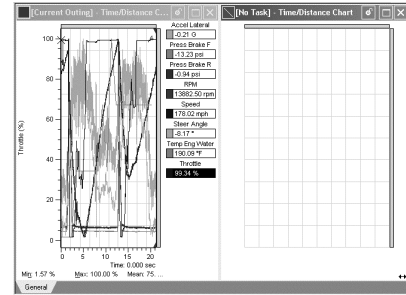 [Current Outing] - Time/Distance C...
[No Task] - Time/Distance Chart
Accel Lateral
-0.21 G
Press Brake F
-13.23 psi
Press Brake R
-0.94 psi
RPM
13882.50 rpm
Speed
178.02 mph
Steer Angle
-8.17 °
Temp Eng Water
190.09 °F
Throttle
99.34 %
Throttle (%)
100
80
60
40
20
0
0 5 10 15 20
Time: 0.000 sec
Min: 1.57 % Max: 100.00 % Mean: 75. ...
General